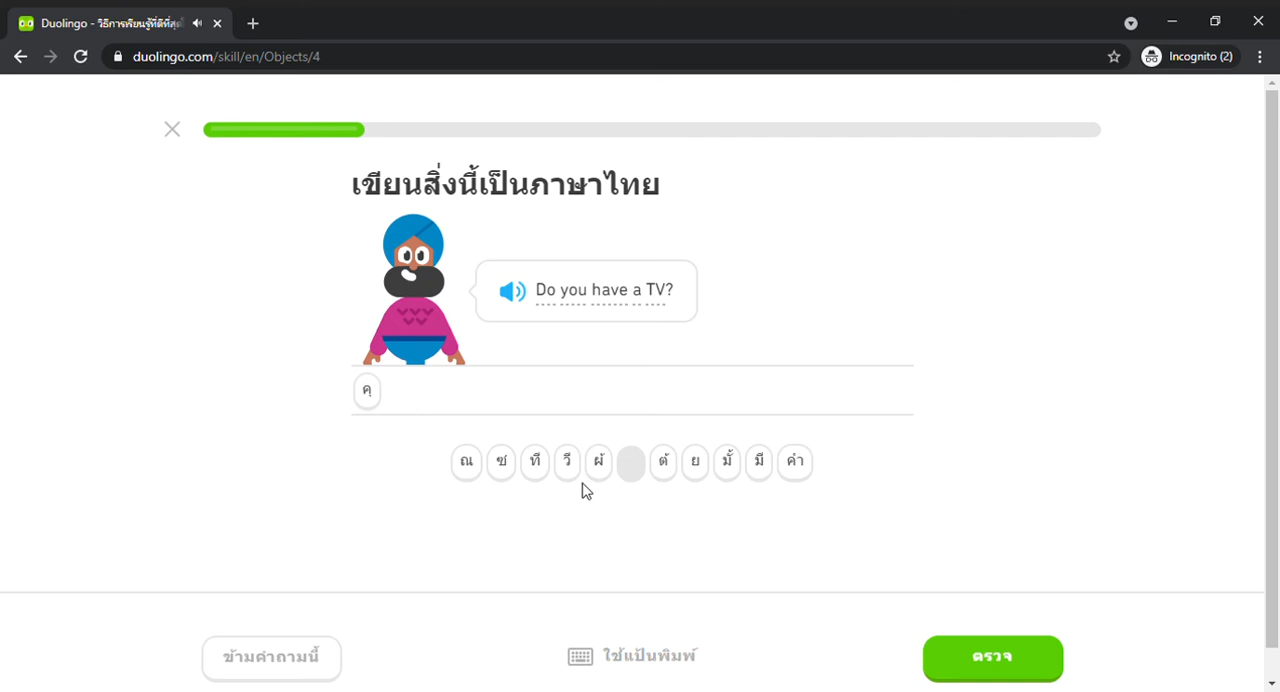 Duolingo - วิธีการเรียนรู้ที่ดีที่สุด
duolingo.com/skill/en/Objects/4
Incognito (2)
เขียนสิ่งนี้เป็นภาษาไทย
Do you have a TV?
คุ
ณ ซ่ ที วี ผ้ ต้ ย มั้ มี คำ
ข้ามคำถามนี้
ใช้แป้นพิมพ์
ตรวจ